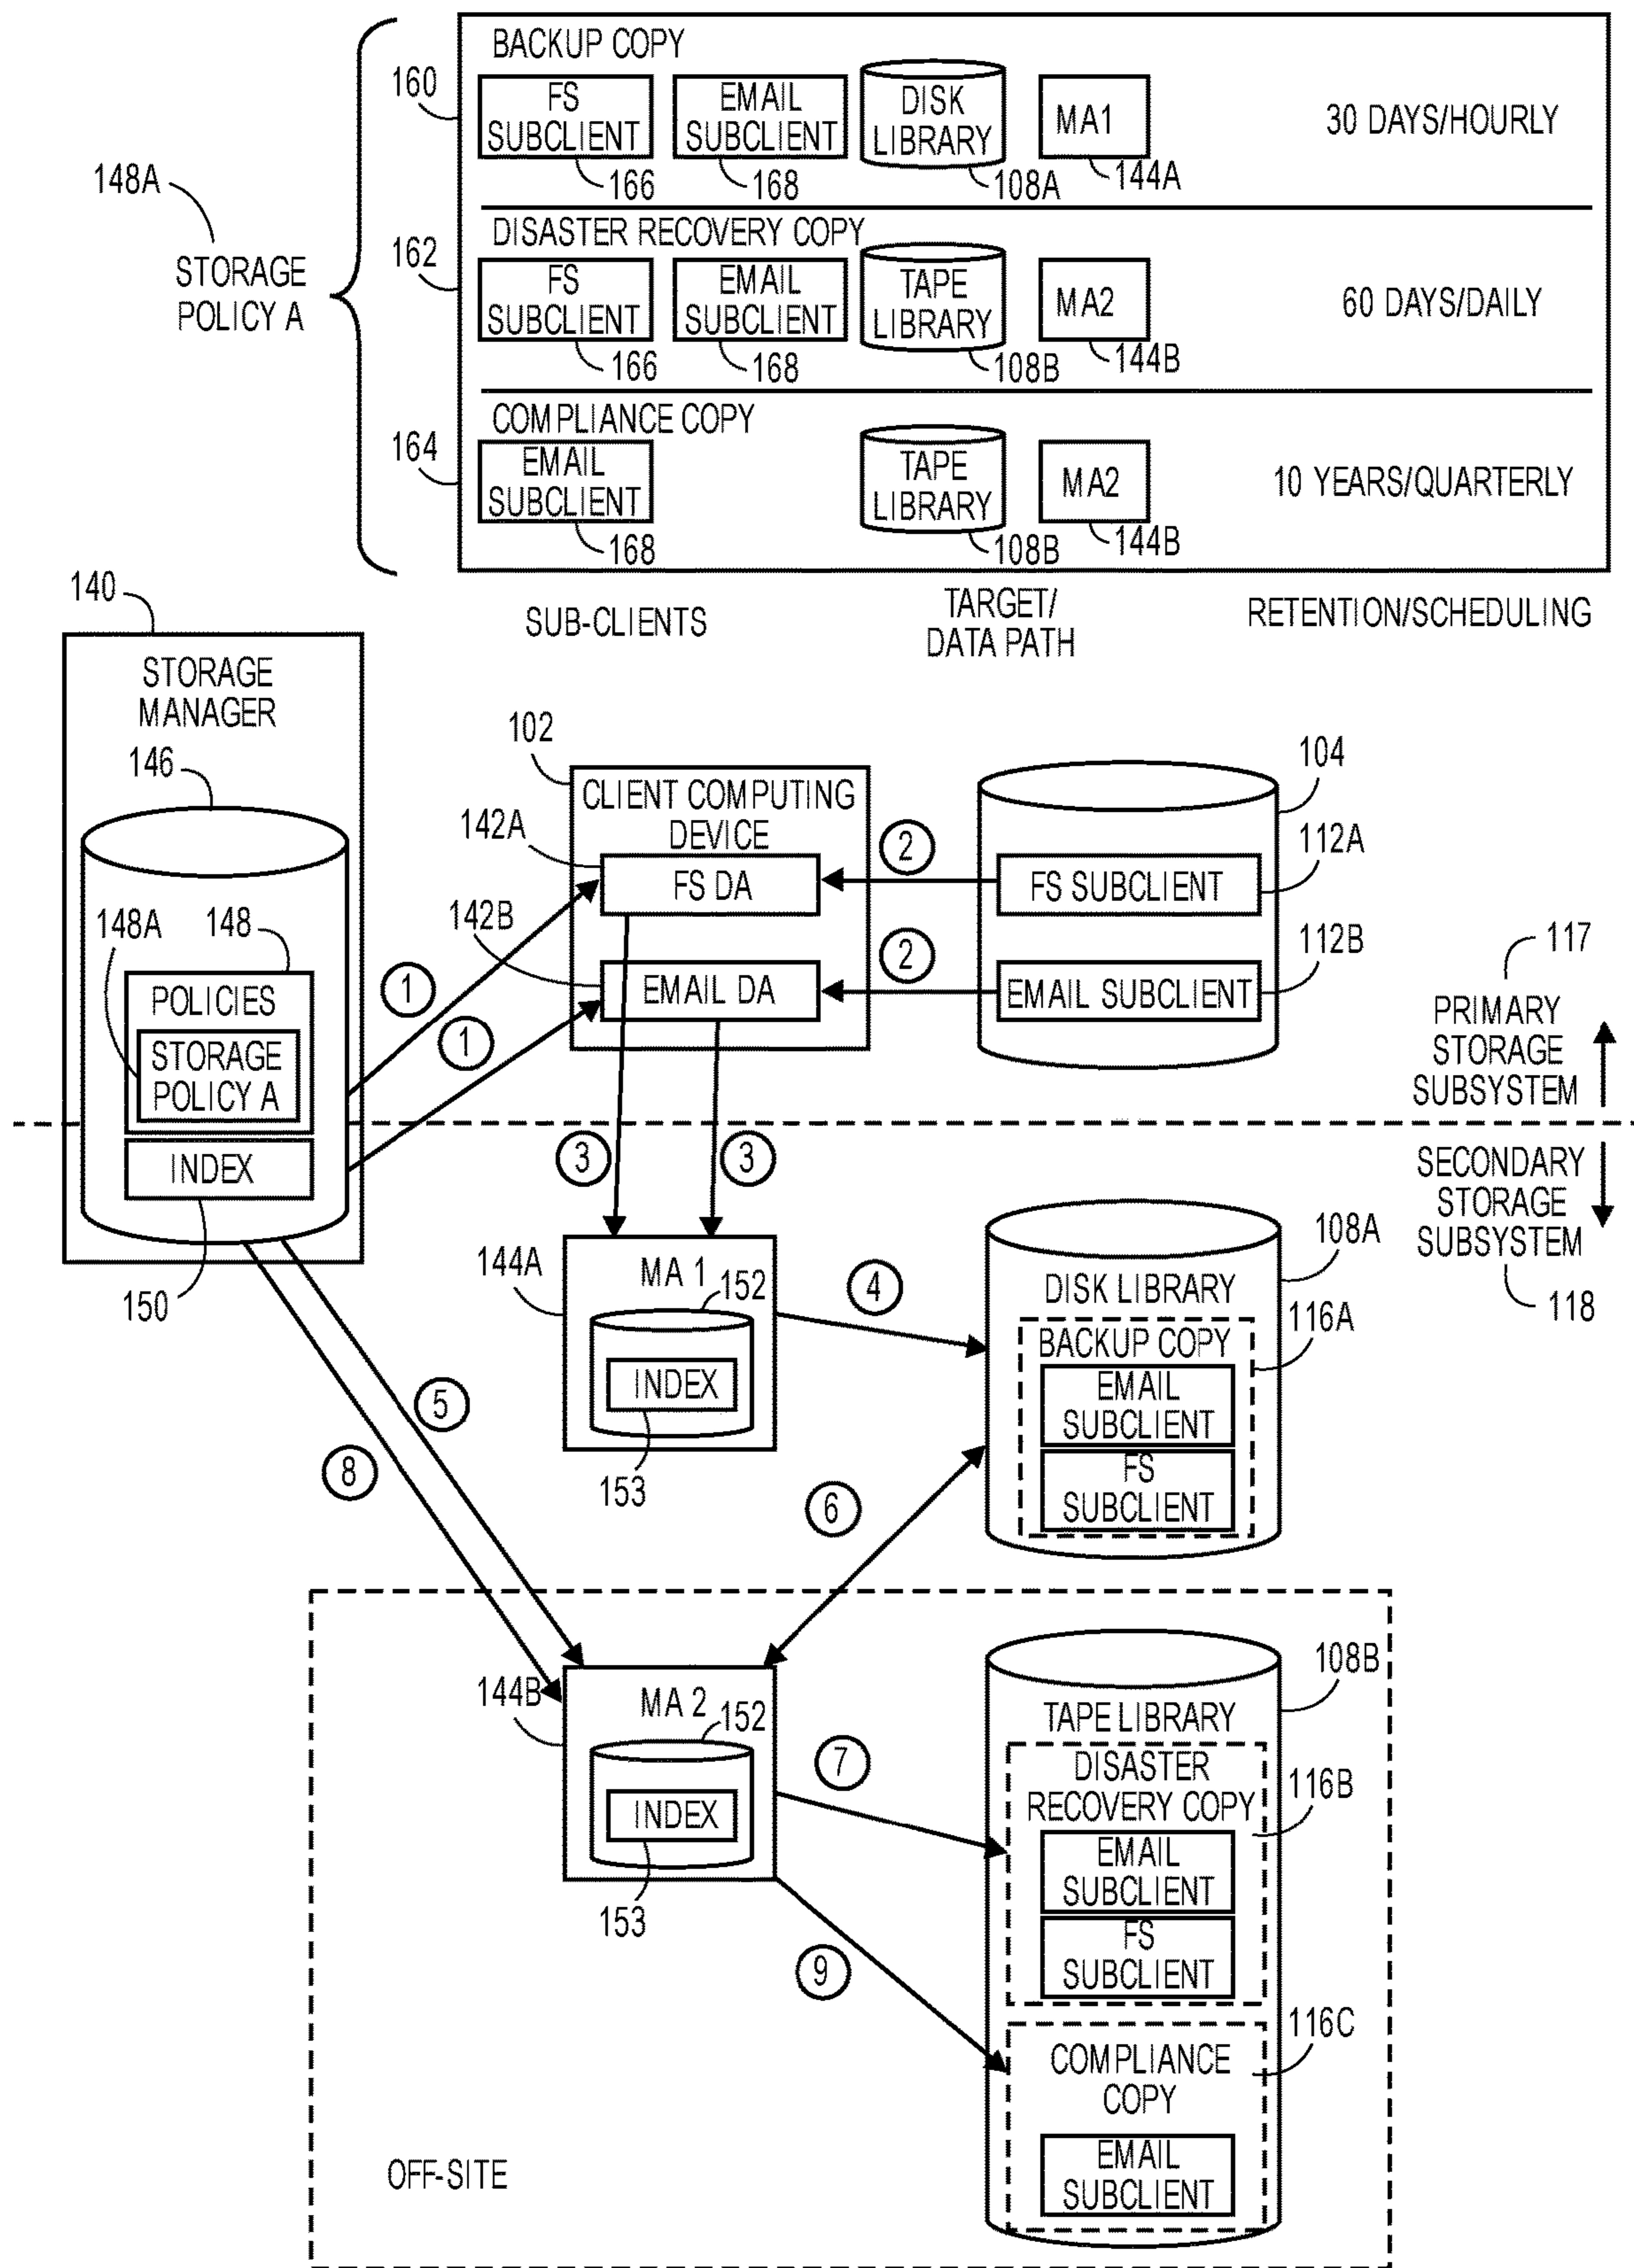 BACKUP COPY
160
FS
SUBCLIENT
166
EMAIL
SUBCLIENT
168
DISK
LIBRARY
108A
MA1
144A
30 DAYS/HOURLY
148A
STORAGE
POLICY A
DISASTER RECOVERY COPY
162
FS
SUBCLIENT
166
EMAIL
SUBCLIENT
168
TAPE
LIBRARY
108B
MA2
144B
60 DAYS/DAILY
COMPLIANCE COPY
164
EMAIL
SUBCLIENT
168
TAPE
LIBRARY
108B
MA2
144B
10 YEARS/QUARTERLY
SUB-CLIENTS
TARGET/
DATA PATH
RETENTION/SCHEDULING
140
STORAGE
MANAGER
146
148A
148
POLICIES
STORAGE
POLICY A
INDEX
150
102
CLIENT COMPUTING
DEVICE
142A
FS DA
142B
EMAIL DA
1
1
2
2
104
FS SUBCLIENT
112A
EMAIL SUBCLIENT
112B
117
PRIMARY
STORAGE
SUBSYSTEM
SECONDARY
STORAGE
SUBSYSTEM
118
3
3
144A
MA 1
152
INDEX
153
4
108A
DISK LIBRARY
116A
BACKUP COPY
EMAIL
SUBCLIENT
FS
SUBCLIENT
5
8
6
144B
MA 2
152
INDEX
153
7
9
108B
TAPE LIBRARY
DISASTER
RECOVERY COPY
116B
EMAIL
SUBCLIENT
FS
SUBCLIENT
116C
COMPLIANCE
COPY
EMAIL
SUBCLIENT
OFF-SITE